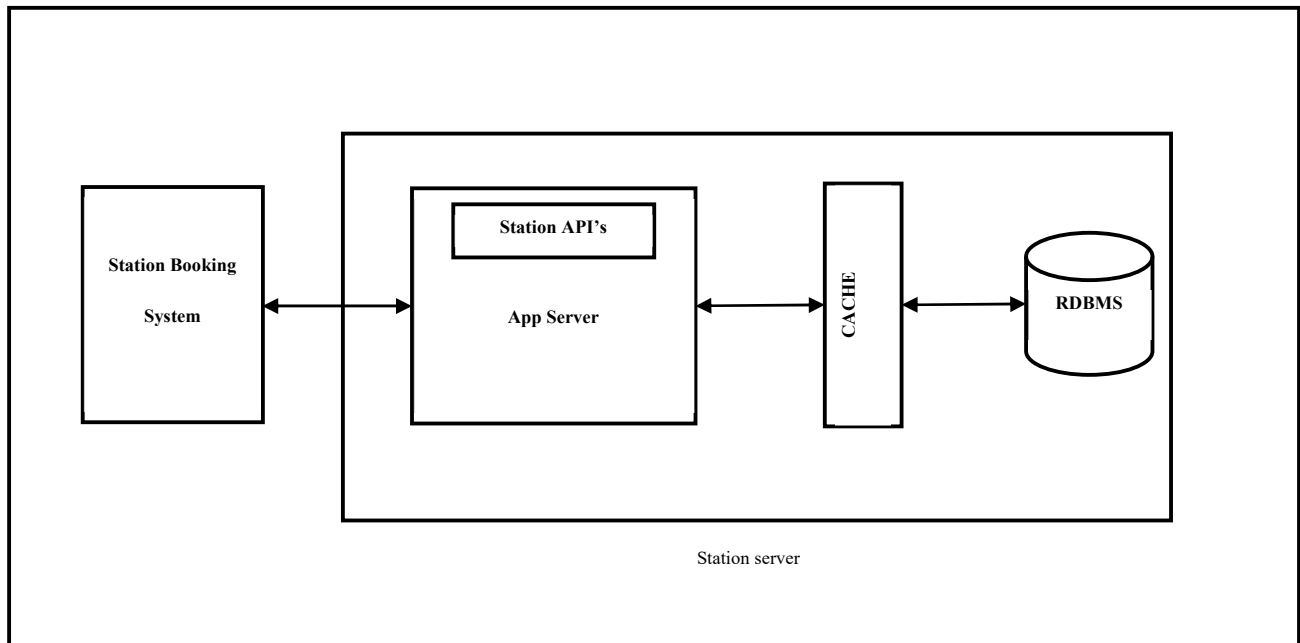 Station Booking
System
Station API's
App Server
CACHE
RDBMS
Station server